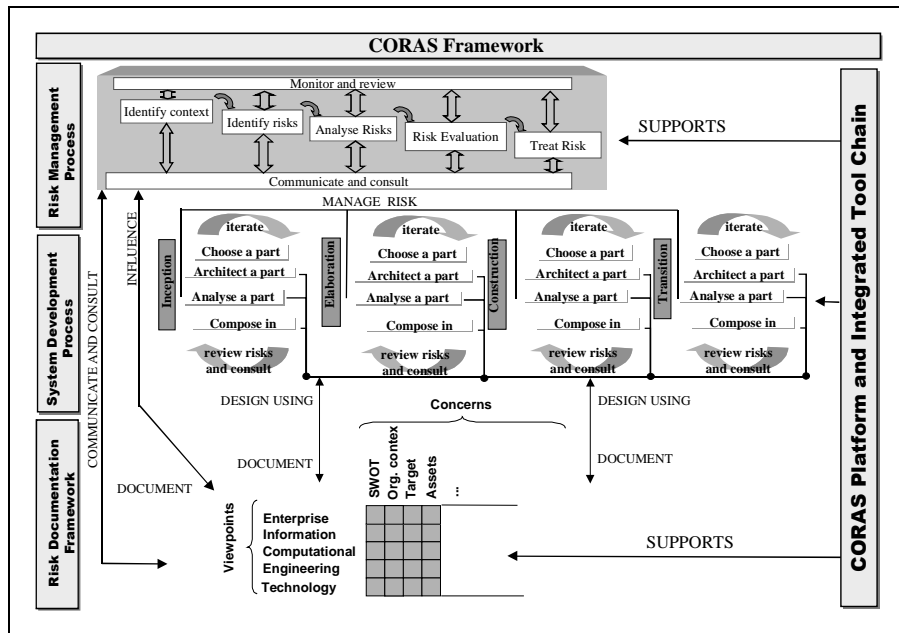 CORAS Framework
Risk Management
Process
Monitor and review
Identify context
Identify risks
Analyse Risks
Risk Evaluation
Treat Risk
Communicate and consult
SUPPORTS
MANAGE RISK
INFLUENCE
COMMUNICATE AND CONSULT
System Development
Process
Inception
iterate
Choose a part
Architect a part
Analyse a part
Compose in
review risks
and consult
Elaboration
iterate
Choose a part
Architect a part
Analyse a part
Compose in
review risks
and consult
Construction
iterate
Choose a part
Architect a part
Analyse a part
Compose in
review risks
and consult
Transition
iterate
Choose a part
Architect a part
Analyse a part
Compose in
review risks
and consult
DESIGN USING
Concerns
DESIGN USING
DOCUMENT
DOCUMENT
DOCUMENT
Risk Documentation
Framework
SWOT
Org. contex
Target
Assets
...
Viewpoints
Enterprise
Information
Computational
Engineering
Technology
SUPPORTS
CORAS Platform and Integrated Tool Chain